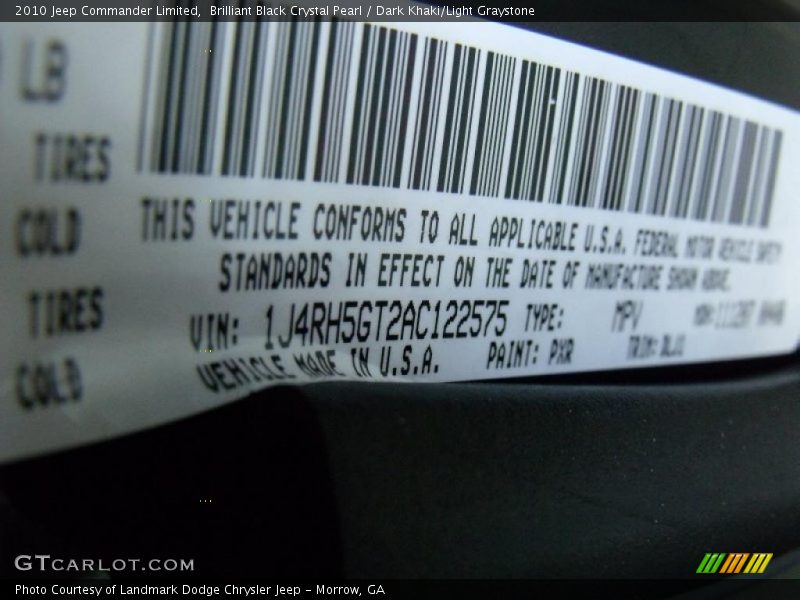 2010 Jeep Commander Limited, Brilliant Black Crystal Pearl / Dark Khaki/Light Graystone
LB
TIRES
COLD
TIRES
COLD
THIS VEHICLE CONFORMS TO ALL APPLICABLE U.S.A. FEDERAL MOTOR VEHICLE SAFETY
STANDARDS IN EFFECT ON THE DATE OF MANUFACTURE SHOWN ABOVE.
VIN: 1J4RH5GT2AC122575 TYPE: MPV
VEHICLE MADE IN U.S.A. PAINT: PXR TRIM:
GTCARLOT.COM
Photo Courtesy of Landmark Dodge Chrysler Jeep - Morrow, GA